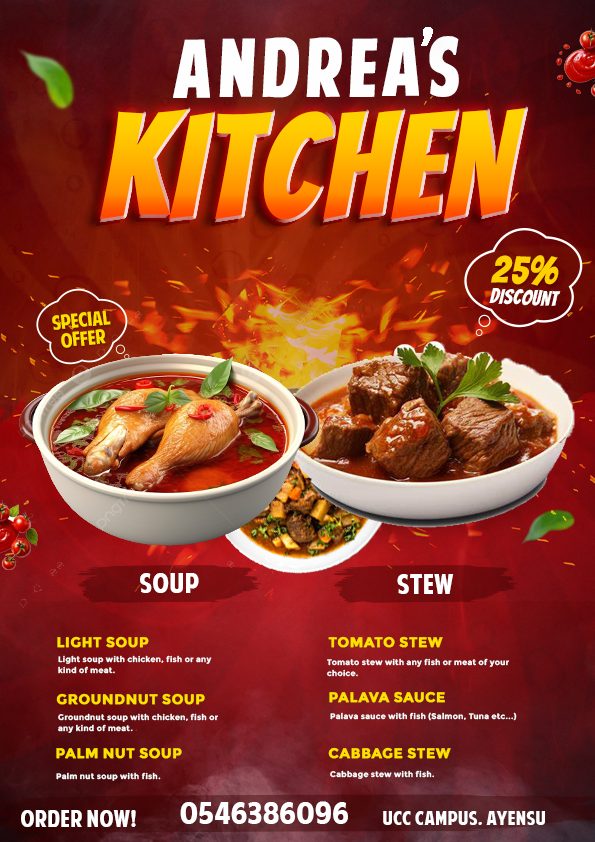 ANDREA'S
KITCHEN
25%
DISCOUNT
SPECIAL
OFFER
SOUP
STEW
LIGHT SOUP
Light soup with chicken, fish or any
kind of meat.
GROUNDNUT SOUP
Groundnut soup with chicken, fish or
any kind of meat.
PALM NUT SOUP
Palm nut soup with fish.
TOMATO STEW
Tomato stew with any fish or meat of your
choice.
PALAVA SAUCE
Palava sauce with fish (Salmon, Tuna etc...)
CABBAGE STEW
Cabbage stew with fish.
ORDER NOW!
0546386096
UCC CAMPUS. AYENSU